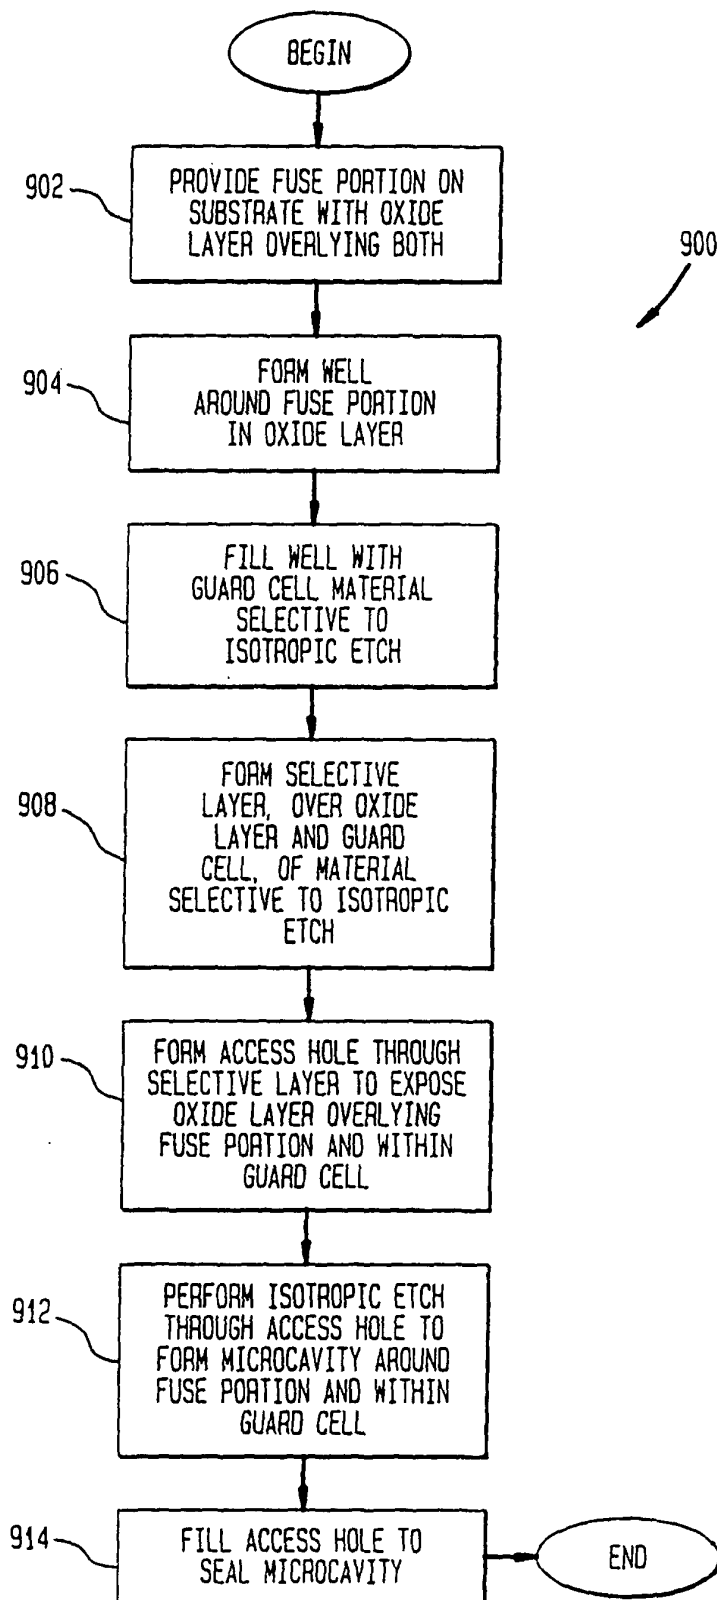 BEGIN
902
PROVIDE FUSE PORTION ON
SUBSTRATE WITH OXIDE
LAYER OVERLYING BOTH
900
904
FORM WELL
AROUND FUSE PORTION
IN OXIDE LAYER
906
FILL WELL WITH
GUARD CELL MATERIAL
SELECTIVE TO
ISOTROPIC ETCH
908
FORM SELECTIVE
LAYER, OVER OXIDE
LAYER AND GUARD
CELL, OF MATERIAL
SELECTIVE TO ISOTROPIC
ETCH
910
FORM ACCESS HOLE THROUGH
SELECTIVE LAYER TO EXPOSE
OXIDE LAYER OVERLYING
FUSE PORTION AND WITHIN
GUARD CELL
912
PERFORM ISOTROPIC ETCH
THROUGH ACCESS HOLE TO
FORM MICROCAVITY AROUND
FUSE PORTION AND WITHIN
GUARD CELL
914
FILL ACCESS HOLE TO
SEAL MICROCAVITY
END